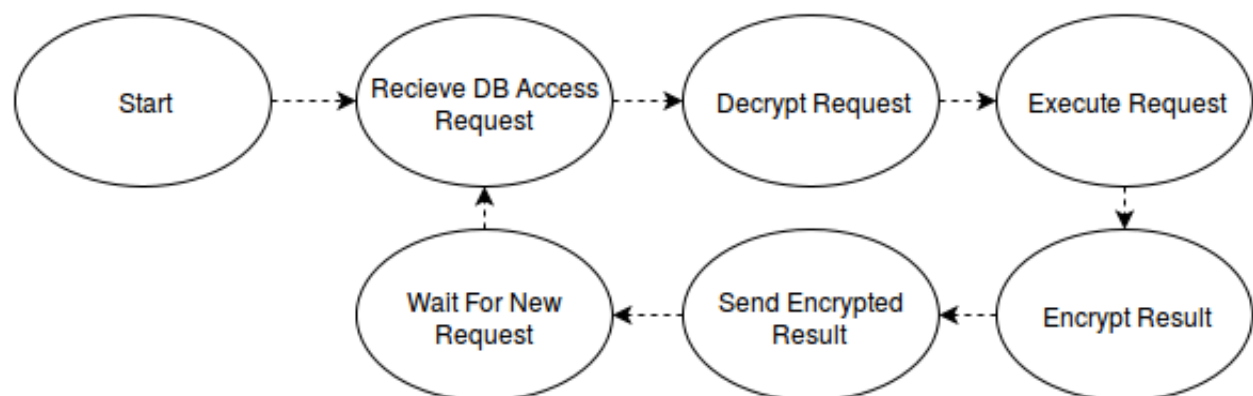 Start
Recieve DB Access
Request
Decrypt Request
Execute Request
Wait For New
Request
Send Encrypted
Result
Encrypt Result